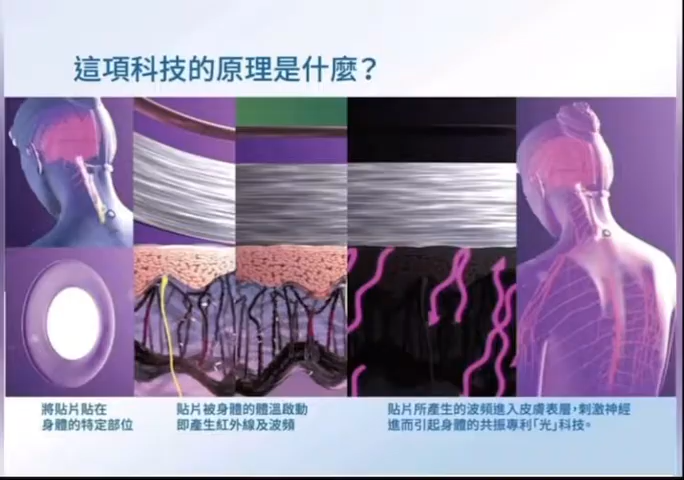 這項科技的原理是什麼？
將貼片貼在
身體的特定部位
貼片被身體的體溫啟動
即產生紅外線及波頻
貼片所產生的波頻進入皮膚表層，刺激神經
進而引起身體的共振專利「光」科技。